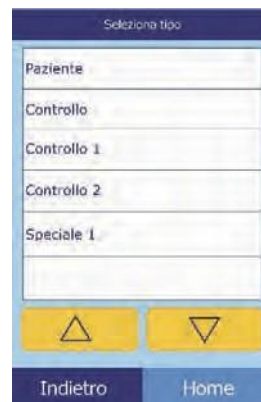 Seleziona tipo
Paziente
Controllo
Controllo 1
Controllo 2
Speciale 1
Indietro Home